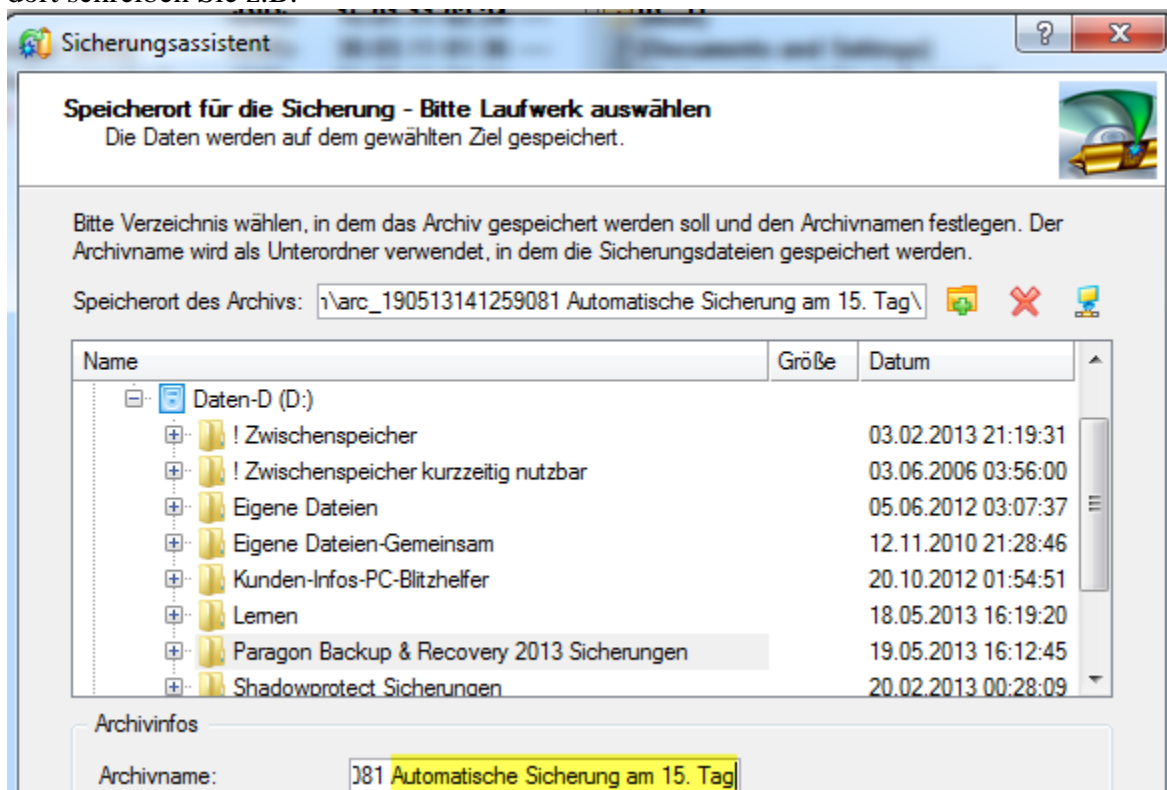 dort schreiben Sie z.B.
Sicherungsassistent
Speicherort für die Sicherung - Bitte Laufwerk auswählen
Die Daten werden auf dem gewählten Ziel gespeichert.
Bitte Verzeichnis wählen, in dem das Archiv gespeichert werden soll und den Archivnamen festlegen. Der
Archivname wird als Unterordner verwendet, in dem die Sicherungsdateien gespeichert werden.
Speicherort des Archivs: \arc_190513141259081 Automatische Sicherung am 15. Tag\
Name Größe Datum
Daten-D (D:)
! Zwischenspeicher 03.02.2013 21:19:31
! Zwischenspeicher kurzzeitig nutzbar 03.06.2006 03:56:00
Eigene Dateien 05.06.2012 03:07:37
Eigene Dateien-Gemeinsam 12.11.2010 21:28:46
Kunden-Infos-PC-Blitzhelfer 20.10.2012 01:54:51
Lernen 18.05.2013 16:19:20
Paragon Backup & Recovery 2013 Sicherungen 19.05.2013 16:12:45
Shadowprotect Sicherungen 20.02.2013 00:28:09
Archivinfos
Archivname: 081 Automatische Sicherung am 15. Tag